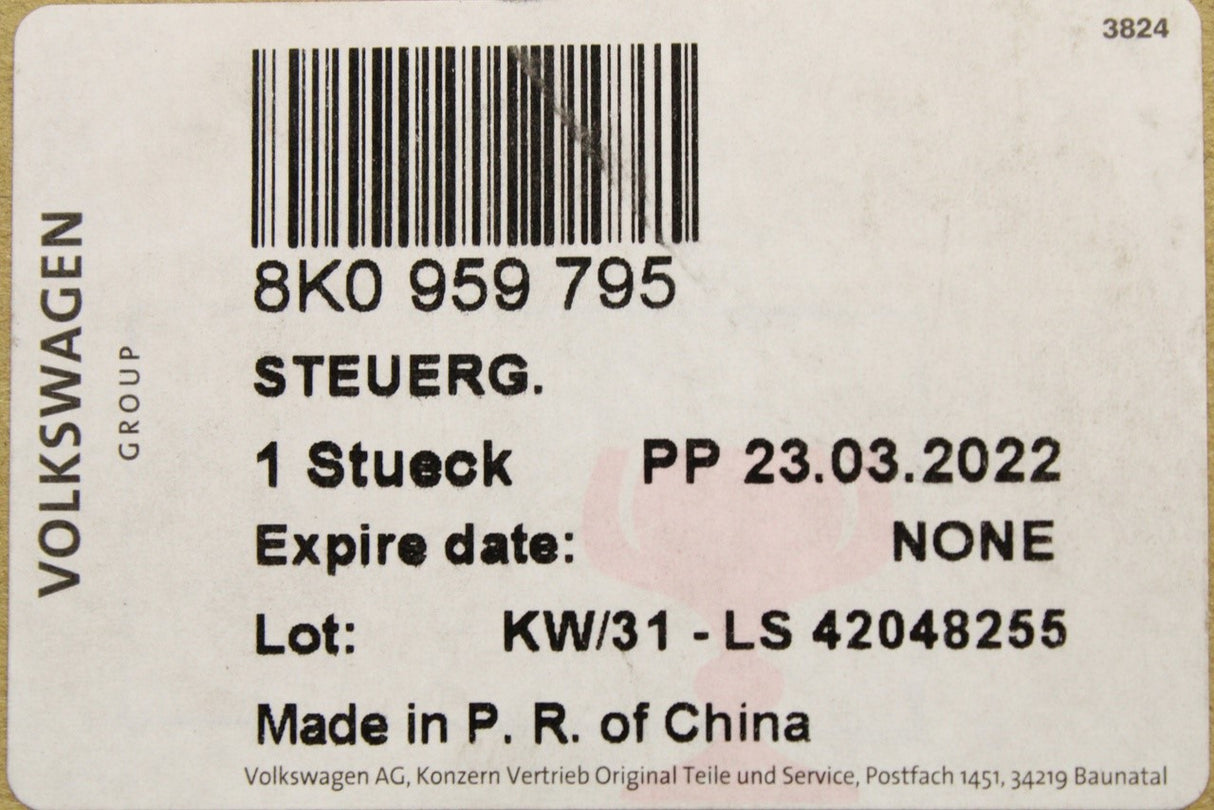 3824
VOLKSWAGEN
GROUP
8K0 959 795
STEUERG.
1 Stueck PP 23.03.2022
Expire date: NONE
Lot: KW/31 - LS 42048255
Made in P. R. of China
Volkswagen AG, Konzern Vertrieb Original Teile und Service, Postfach 1451, 34219 Baunatal